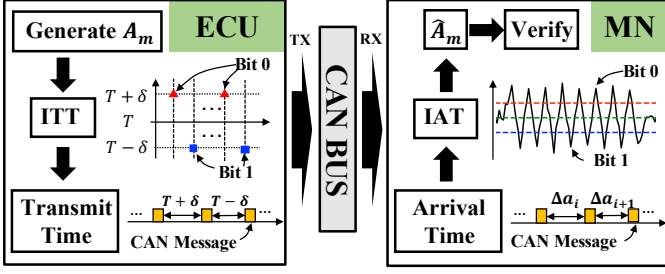 Generate A_m
ECU
ITT
T + δ
T
T − δ
Bit 0
...
...
Bit 1
Transmit
Time
...
T + δ
T − δ
...
CAN Message
TX
CAN BUS
RX
Â_m
Verify
MN
IAT
Bit 0
Bit 1
Arrival
Time
...
Δa_i
Δa_{i+1}
...
CAN Message